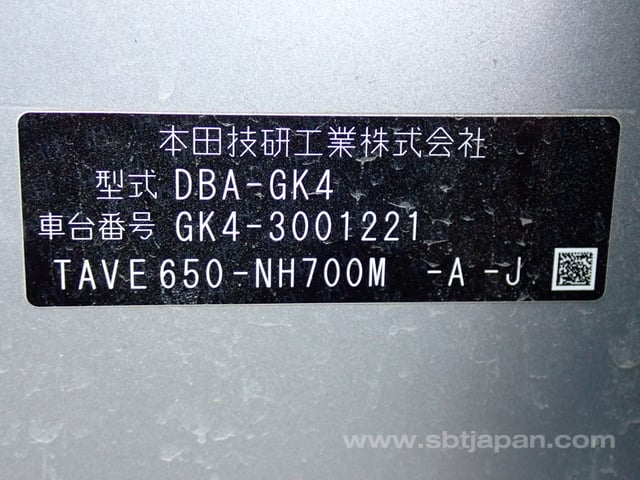 本田技研工業株式会社
型式 DBA-GK4
車台番号 GK4-3001221
TAVE650-NH700M -A -J
www.sbtjapan.com